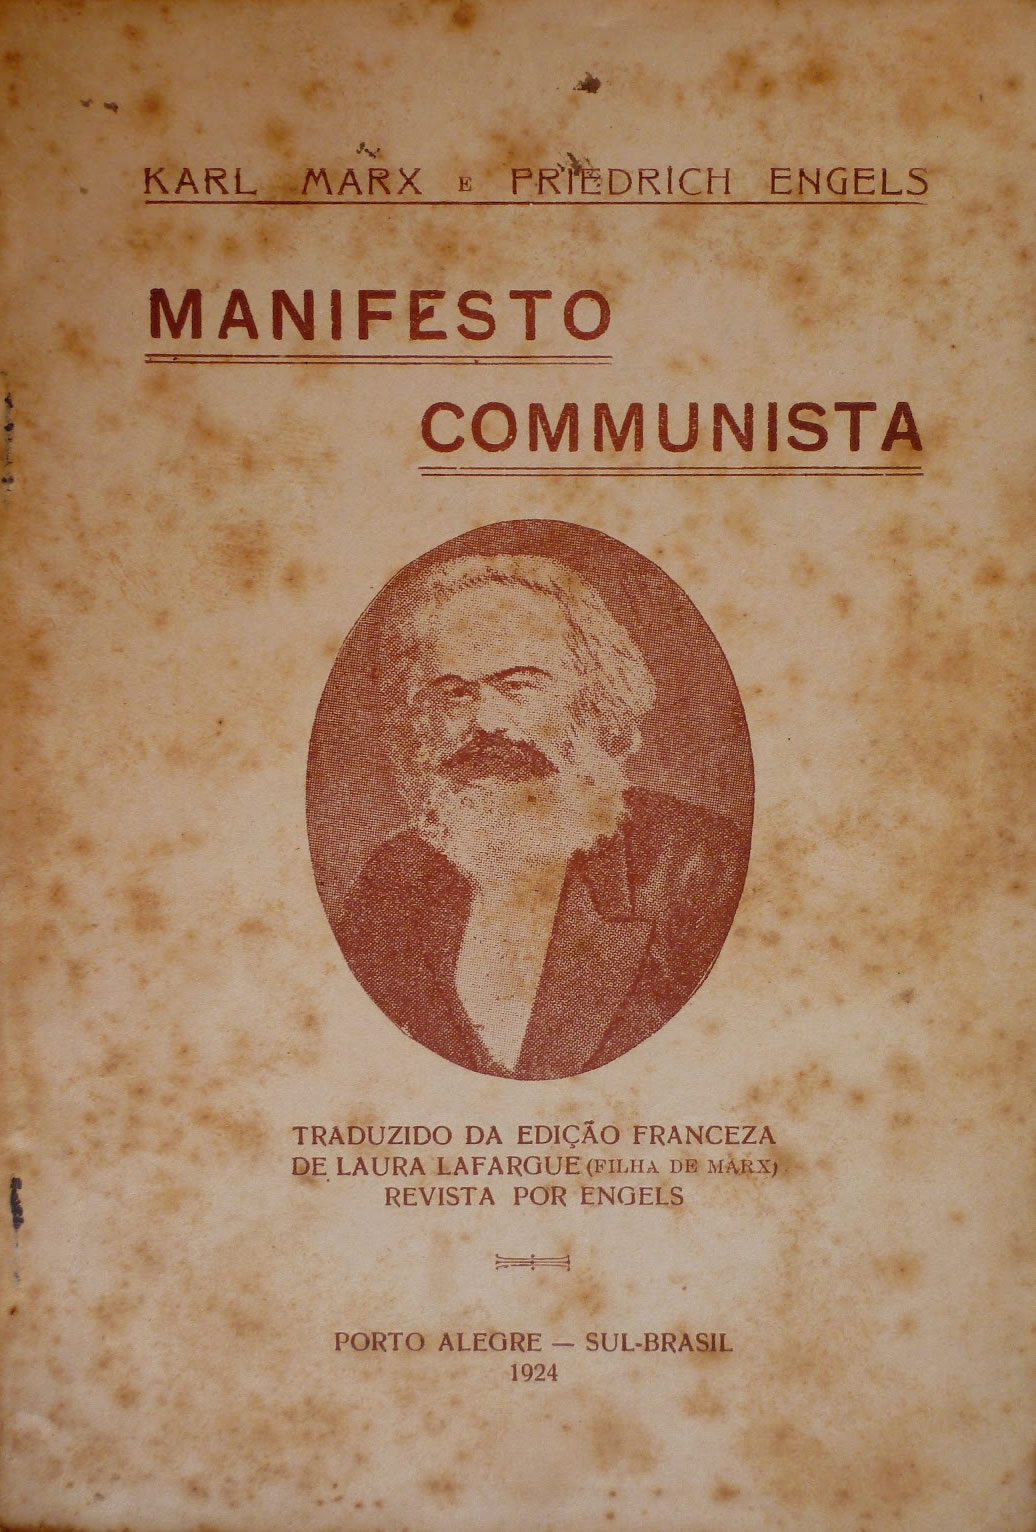 KARL MARX E FRIEDRICH ENGELS
MANIFESTO
COMMUNISTA
TRADUZIDO DA EDIÇÃO FRANCEZA
DE LAURA LAFARGUE (FILHA DE MARX)
REVISTA POR ENGELS
PORTO ALEGRE — SUL-BRASIL
1924